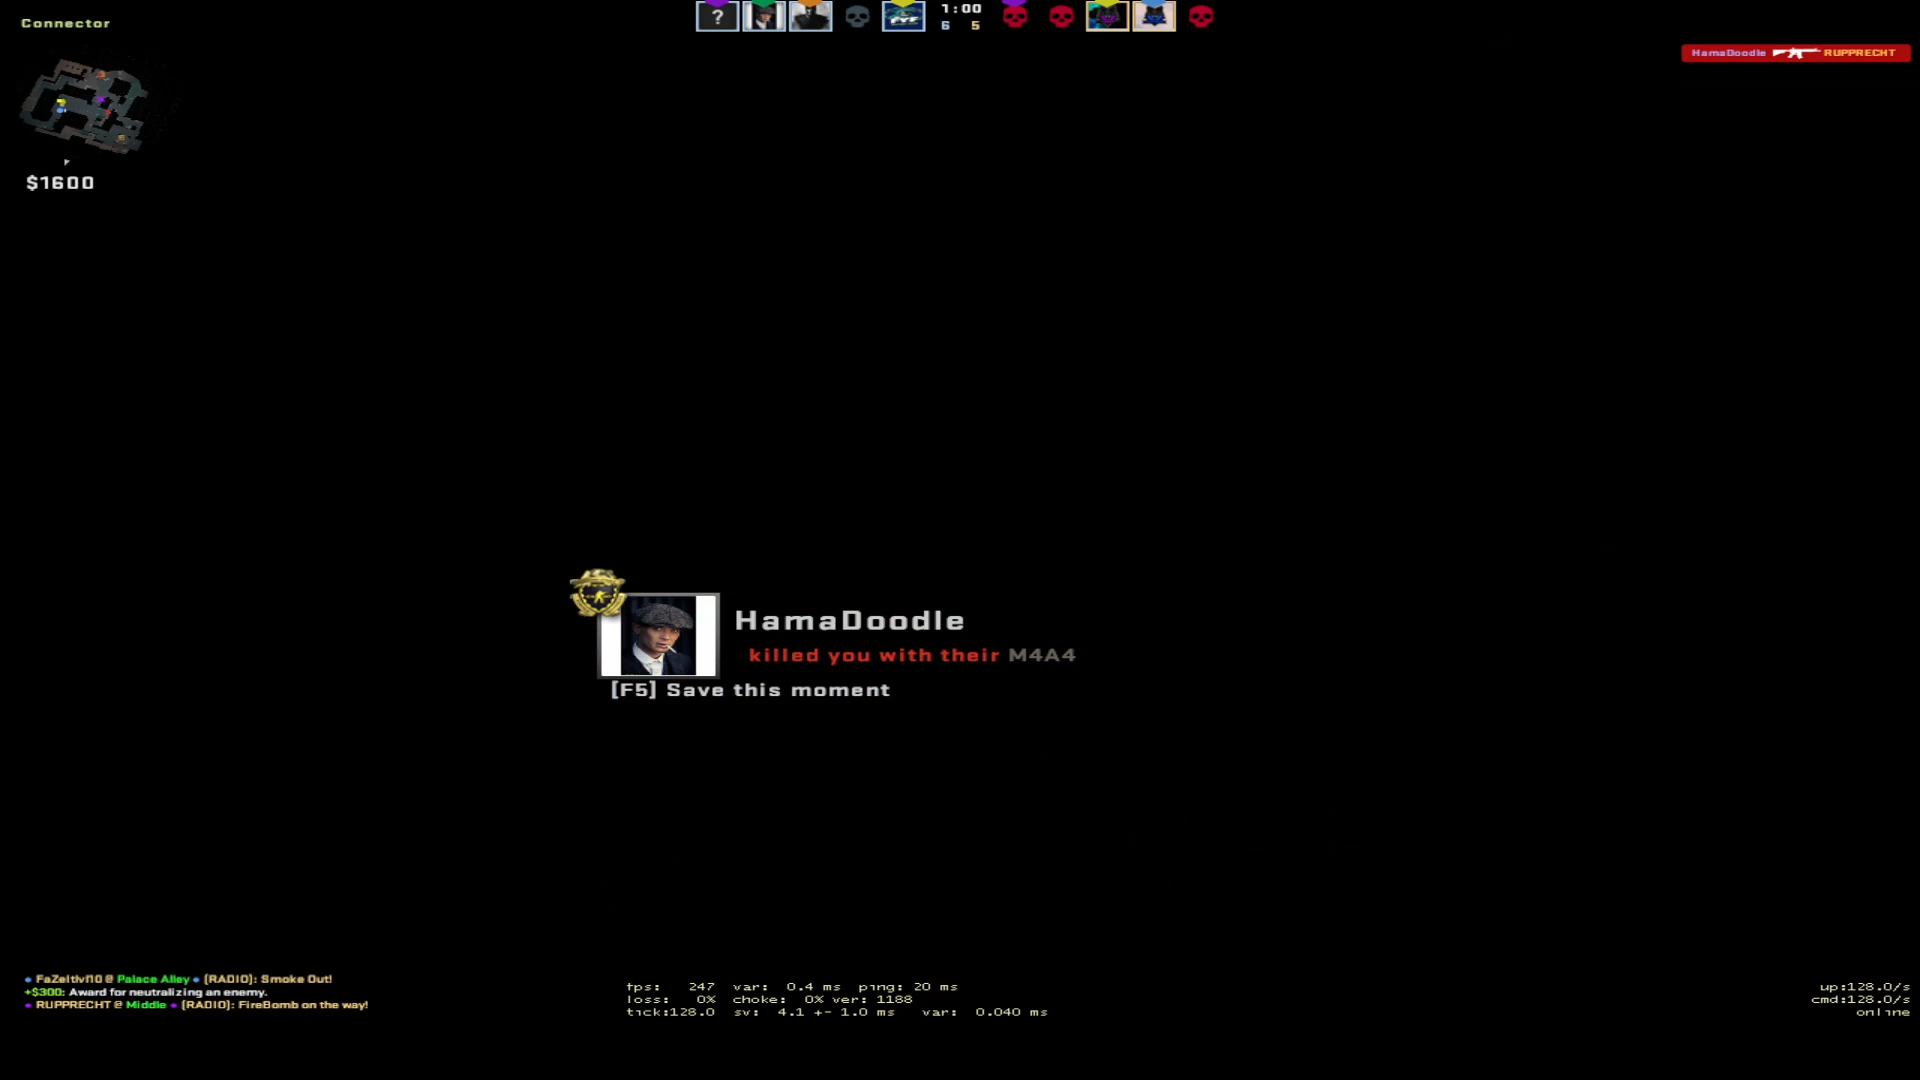 Connector
?
1:00
6 5
HamaDoodle RUPPRECHT
$1600
HamaDoodle
killed you with their M4A4
[F5] Save this moment
+$300: Award for neutralizing an enemy.
• RUPPRECHT @ Middle • (RADIO): FireBomb on the way!
@ Palace Alley • (RADIO): Smoke Out!
fps: 247 var: 0.4 ms ping: 20 ms
loss: 0% choke: 0% ver: 1188
tick:128.0 sv: 4.1 +- 1.0 ms var: 0.040 ms
up:128.0/s
cmd:128.0/s
online